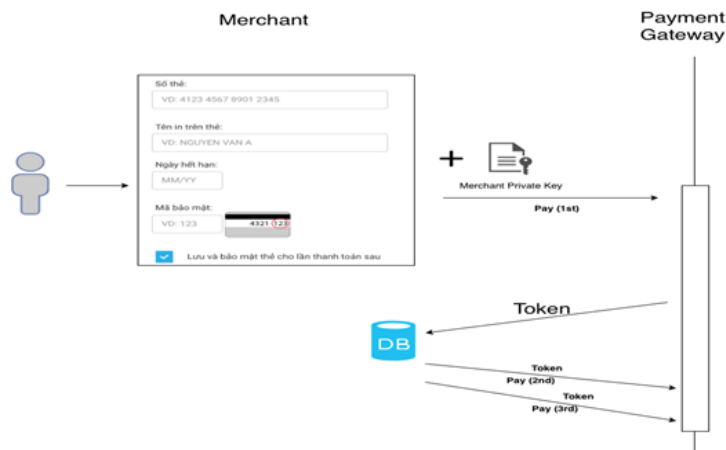 Merchant
Payment
Gateway
Số thẻ:
VD: 4123 4567 8901 2345
Tên in trên thẻ:
VD: NGUYEN VAN A
Ngày hết hạn:
MM/YY
Mã bảo mật:
VD: 123
4321 123
Lưu và bảo mật thẻ cho lần thanh toán sau
+
Merchant Private Key
Pay (1st)
Token
DB
Token
Pay (2nd)
Token
Pay (3rd)